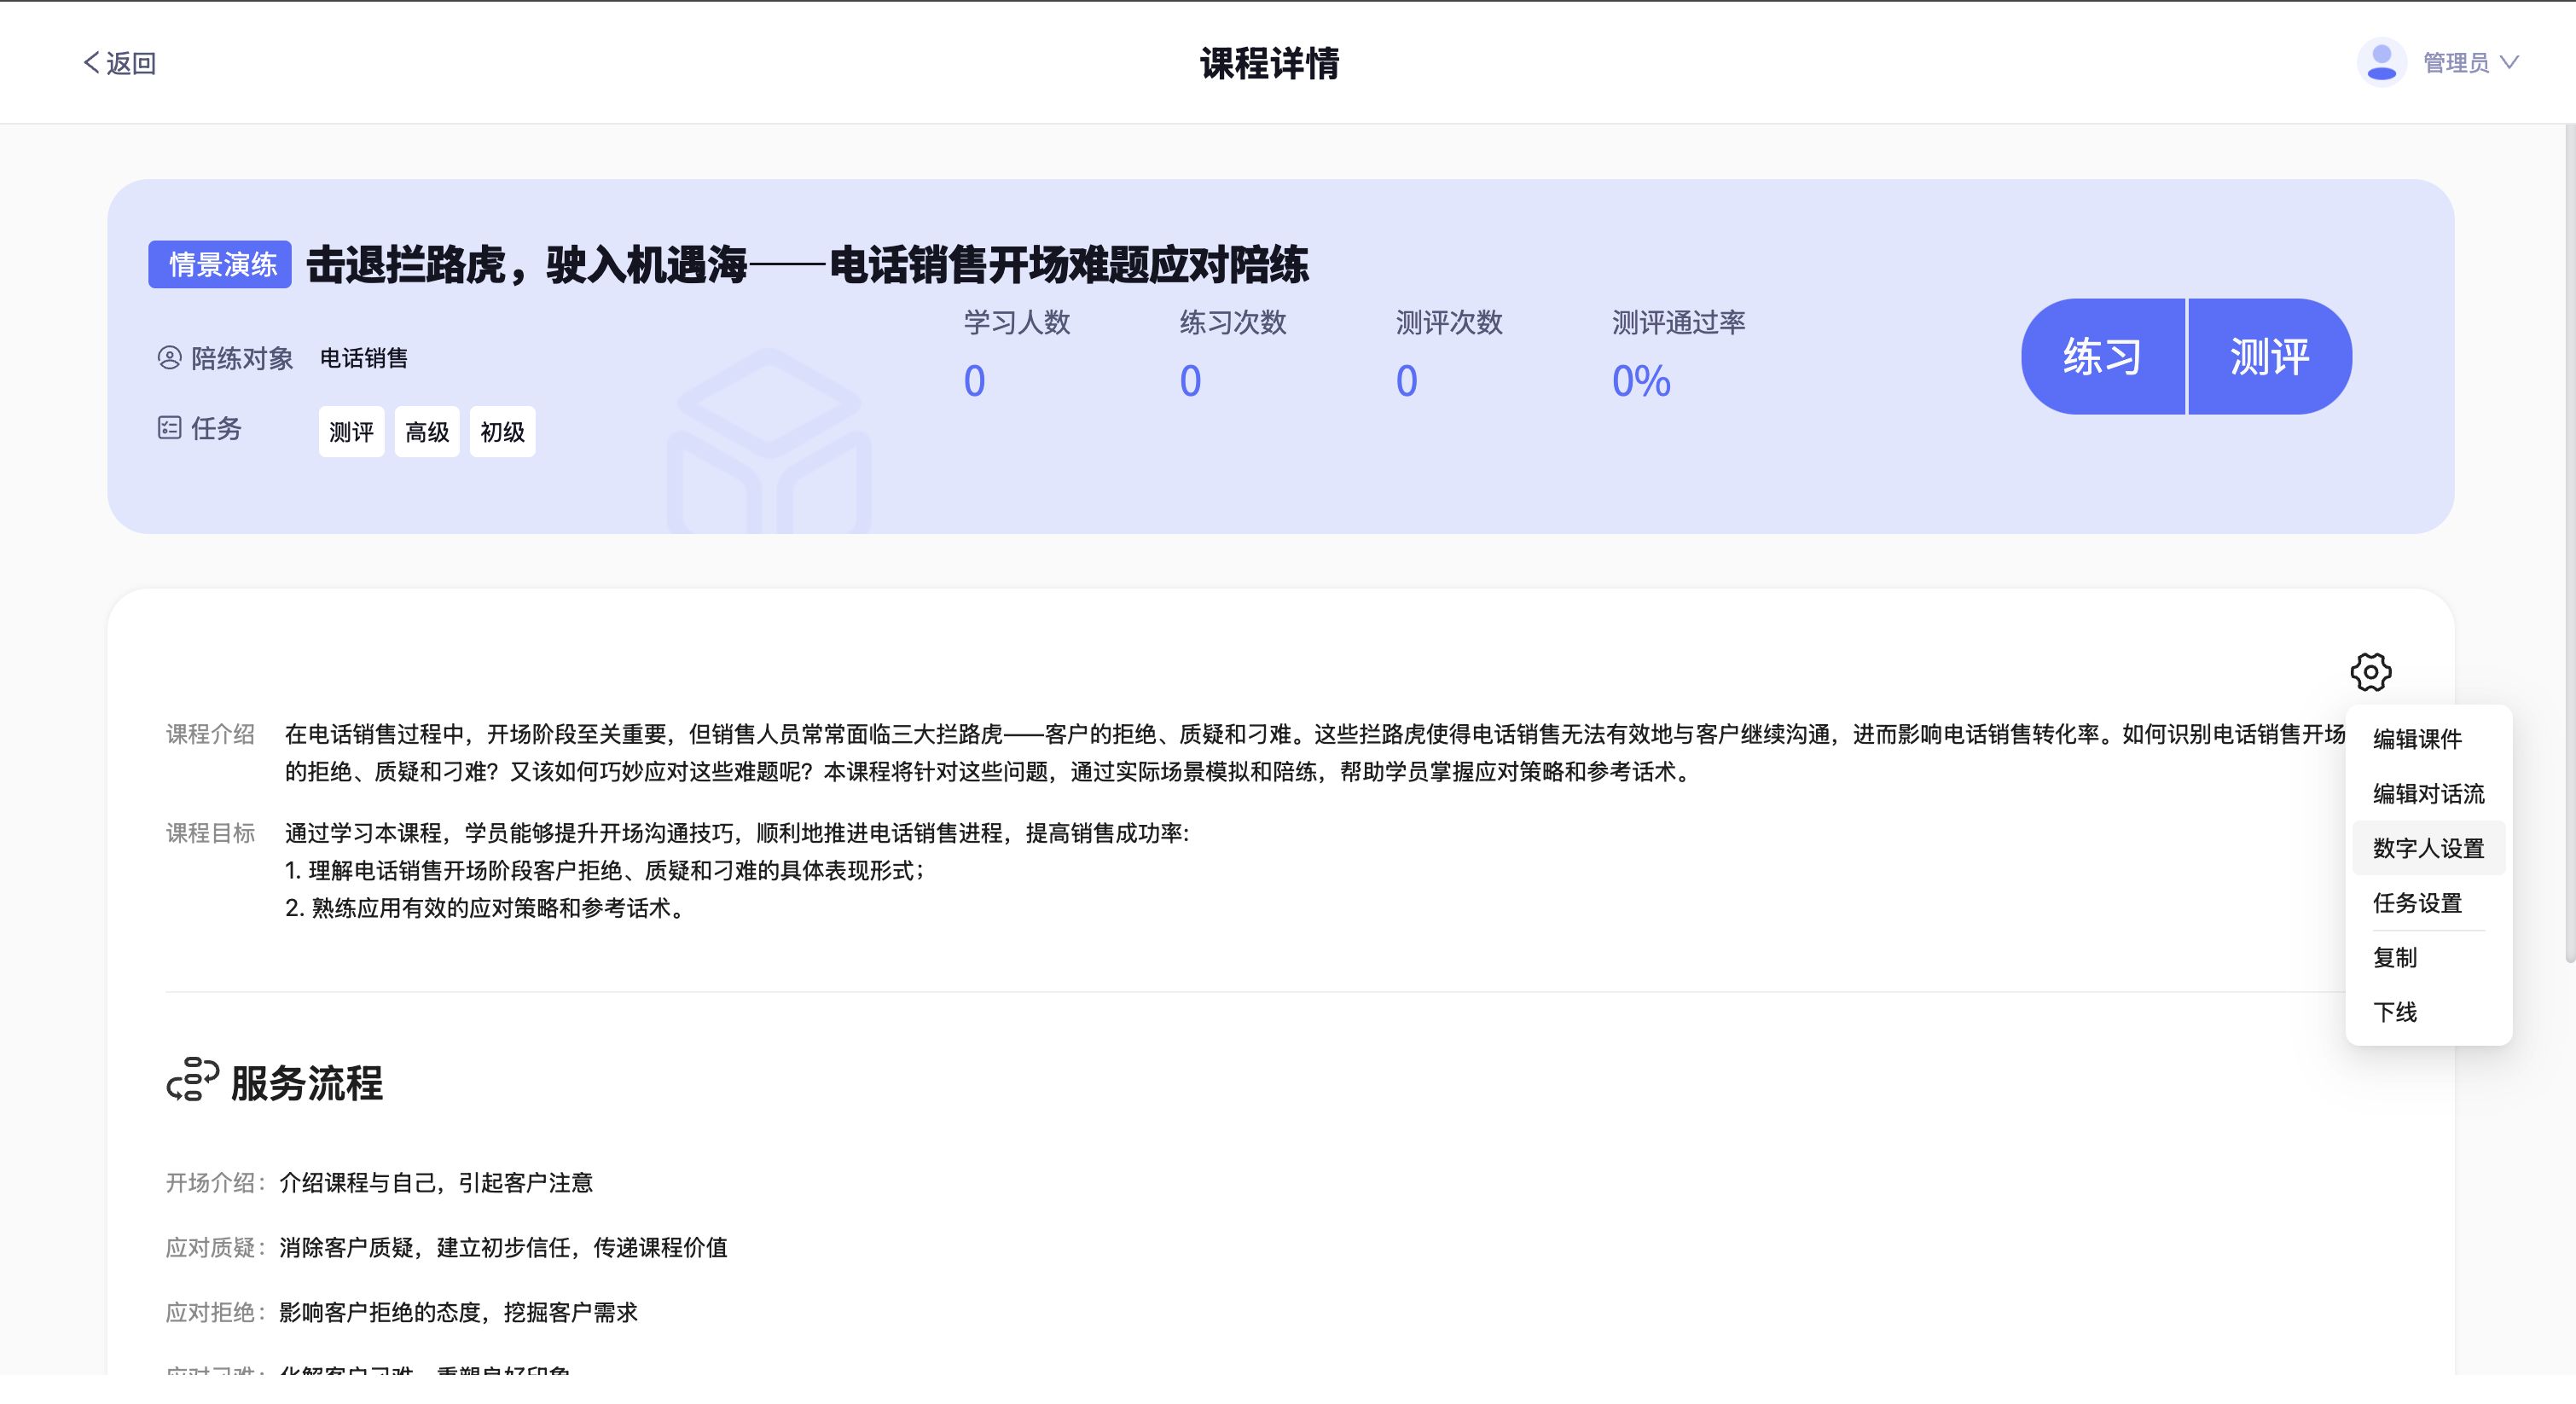 返回
课程详情
管理员
情景演练
击退拦路虎，驶入机遇海——电话销售开场难题应对陪练
陪练对象 电话销售
任务 测评 高级 初级
学习人数 练习次数 测评次数 测评通过率
0 0 0 0%
练习 测评
课程介绍 在电话销售过程中，开场阶段至关重要，但销售人员常常面临三大拦路虎——客户的拒绝、质疑和刁难。这些拦路虎使得电话销售无法有效地与客户继续沟通，进而影响电话销售转化率。如何识别电话销售开场
的拒绝、质疑和刁难？又该如何巧妙应对这些难题呢？本课程将针对这些问题，通过实际场景模拟和陪练，帮助学员掌握应对策略和参考话术。
课程目标 通过学习本课程，学员能够提升开场沟通技巧，顺利地推进电话销售进程，提高销售成功率:
1. 理解电话销售开场阶段客户拒绝、质疑和刁难的具体表现形式；
2. 熟练应用有效的应对策略和参考话术。
编辑课件
编辑对话流
数字人设置
任务设置
复制
下线
服务流程
开场介绍： 介绍课程与自己，引起客户注意
应对质疑： 消除客户质疑，建立初步信任，传递课程价值
应对拒绝： 影响客户拒绝的态度，挖掘客户需求
应对刁难： 化解客户刁难，重塑良好印象